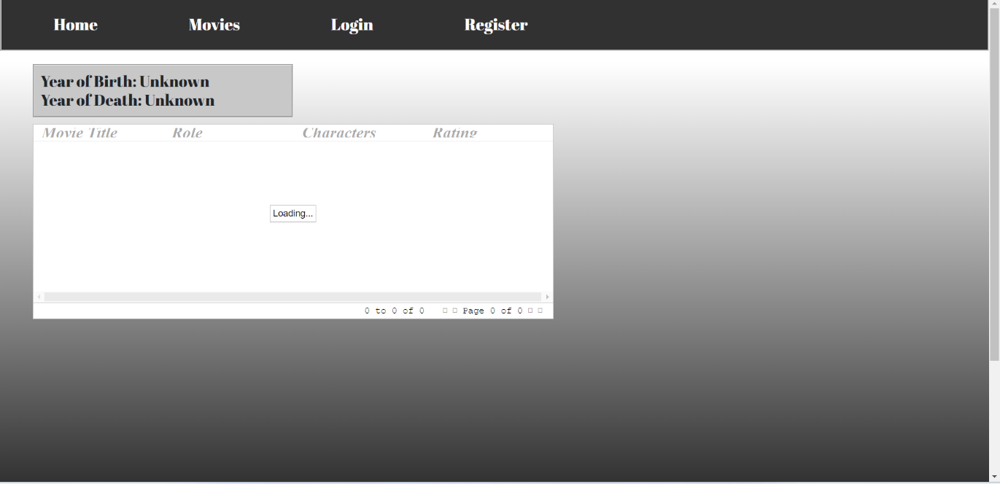 Home Movies Login Register
Year of Birth: Unknown
Year of Death: Unknown
Movie Title Role Characters Rating
Loading...
0 to 0 of 0 Page 0 of 0